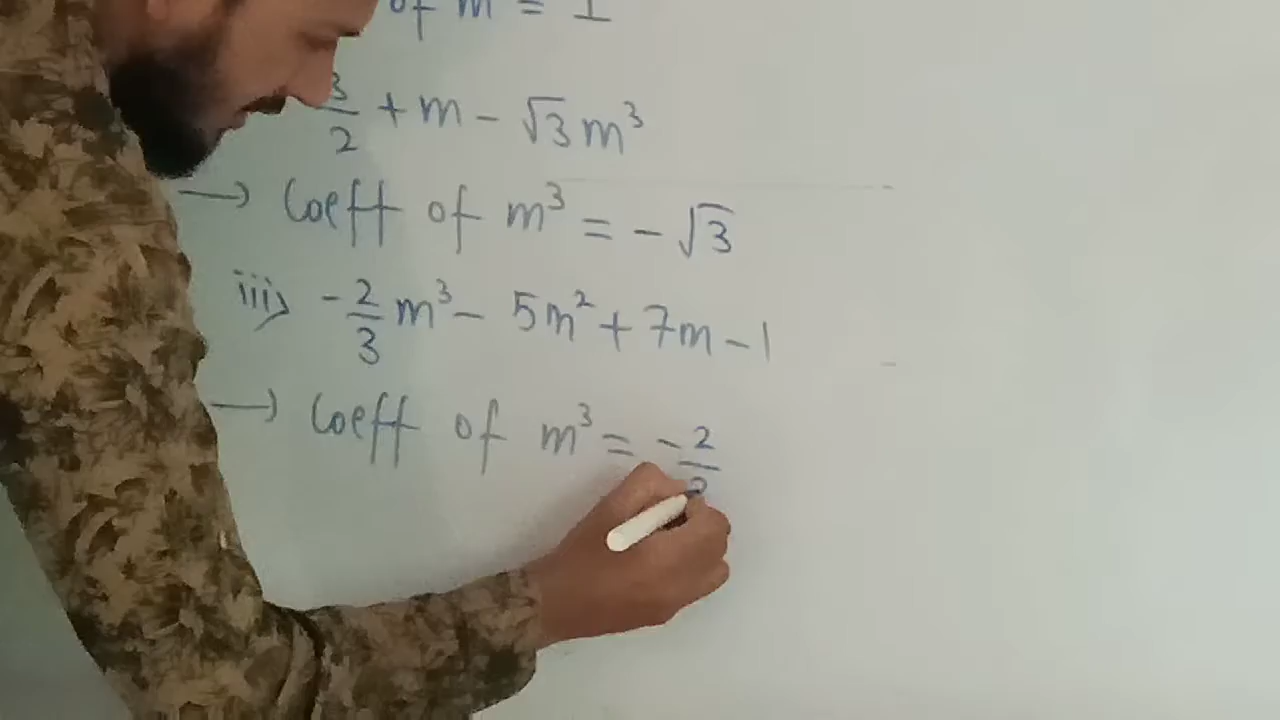 of m = 1
3/2 + m - √3 m³
→ Coeff of m³ = - √3
iii) - 2/3 m³ - 5m² + 7m - 1
→ Coeff of m³ = - 2/